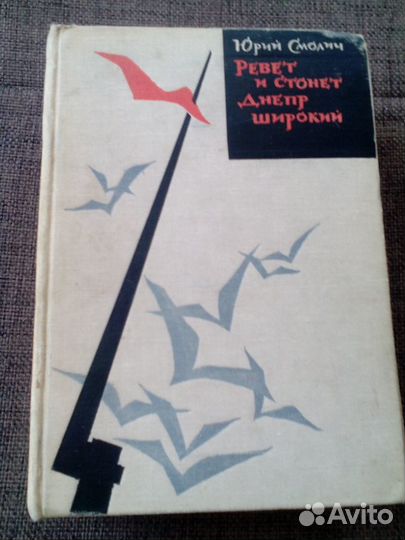 Юрий Смолич
Ревет
и стонет
Днепр
широкий
Avito